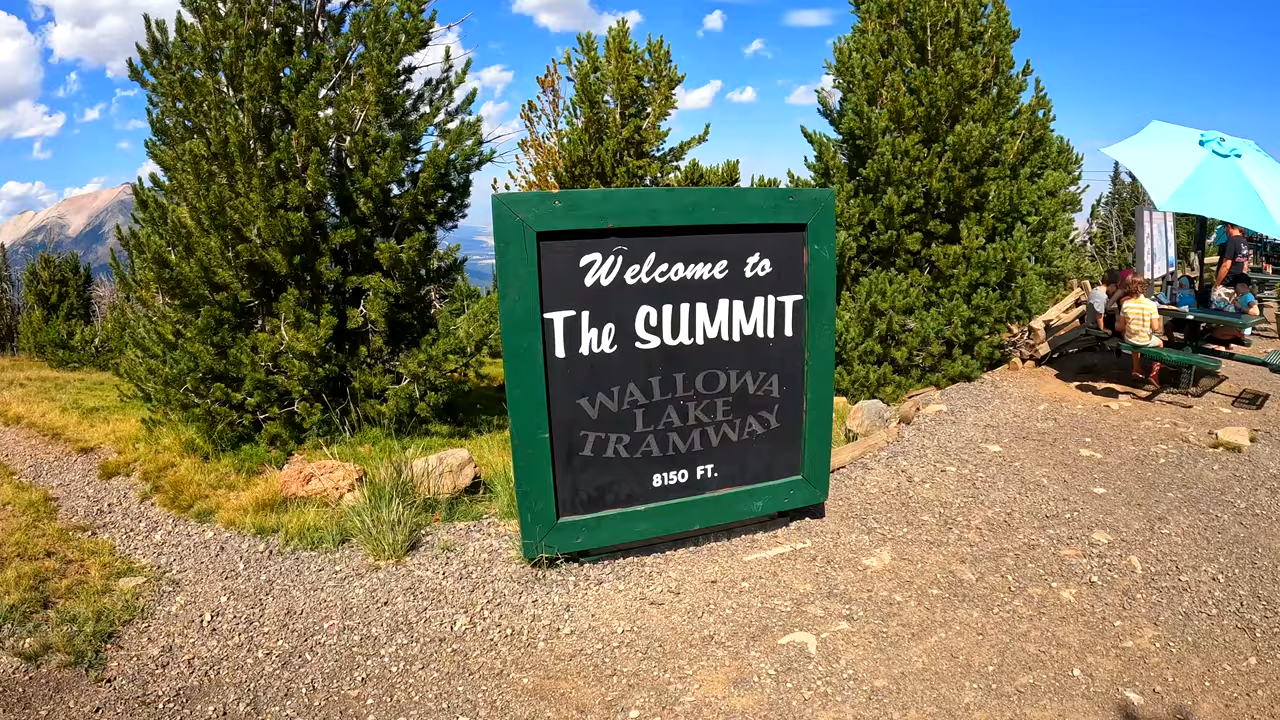 Welcome to
The SUMMIT
WALLOWA
LAKE
TRAMWAY
8150 FT.